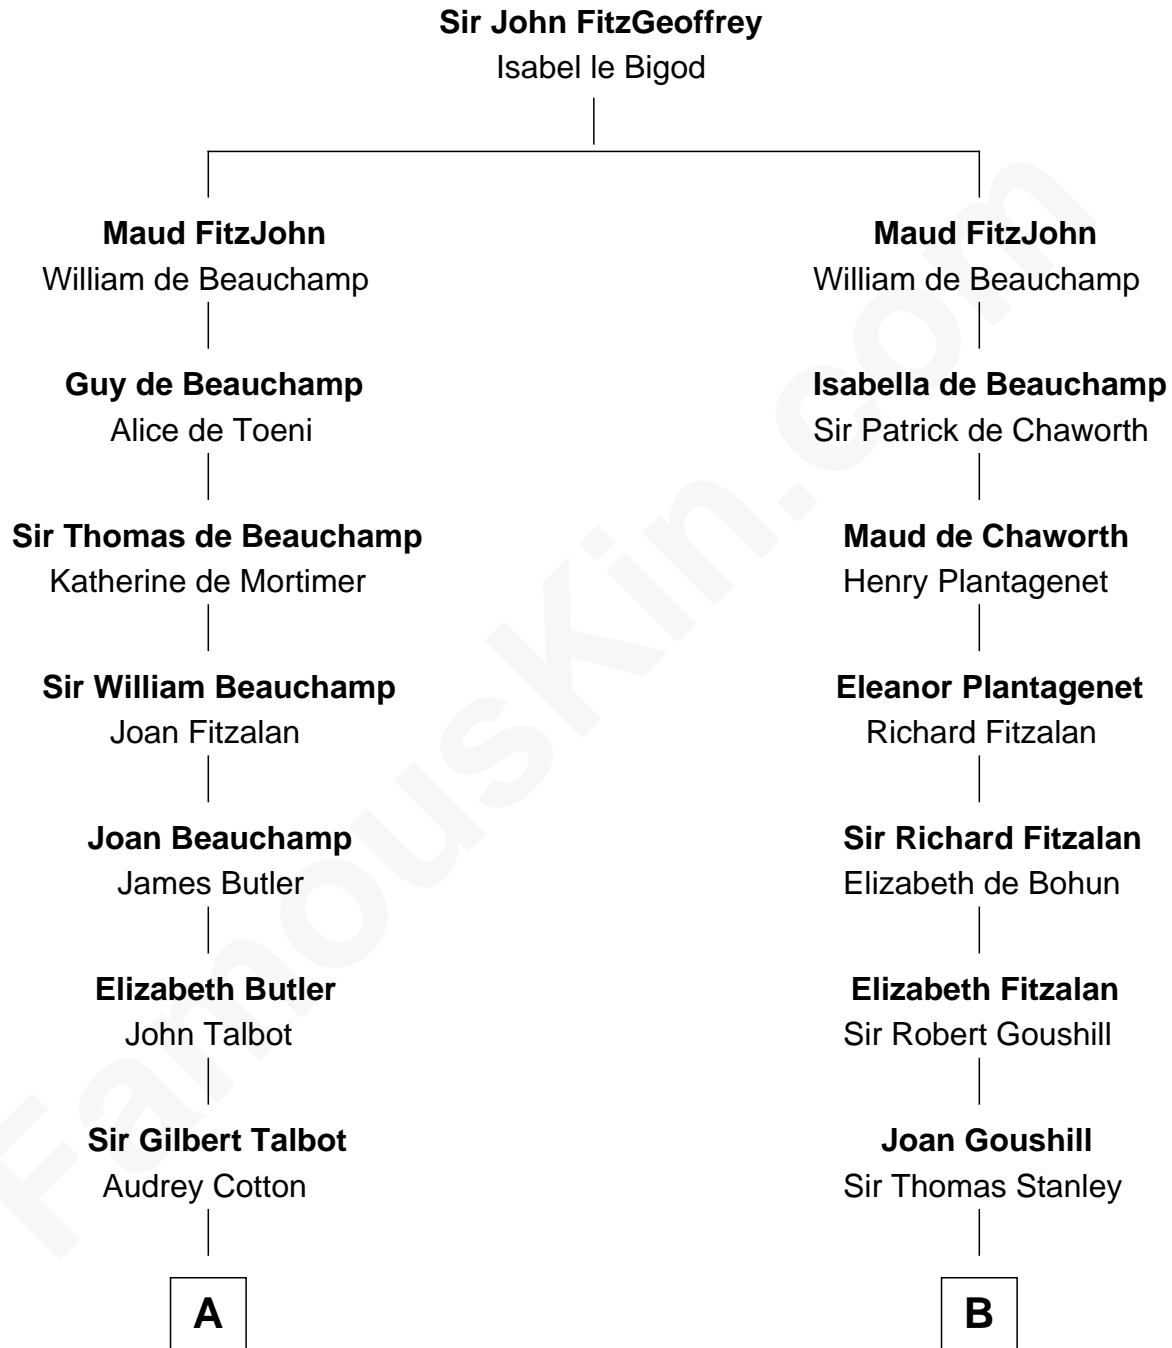 Sir John FitzGeoffrey
Isabel le Bigod
Maud FitzJohn
William de Beauchamp
Guy de Beauchamp
Alice de Toeni
Sir Thomas de Beauchamp
Katherine de Mortimer
Sir William Beauchamp
Joan Fitzalan
Joan Beauchamp
James Butler
Elizabeth Butler
John Talbot
Sir Gilbert Talbot
Audrey Cotton
A
Maud FitzJohn
William de Beauchamp
Isabella de Beauchamp
Sir Patrick de Chaworth
Maud de Chaworth
Henry Plantagenet
Eleanor Plantagenet
Richard Fitzalan
Sir Richard Fitzalan
Elizabeth de Bohun
Elizabeth Fitzalan
Sir Robert Goushill
Joan Goushill
Sir Thomas Stanley
B
FamousKin.com